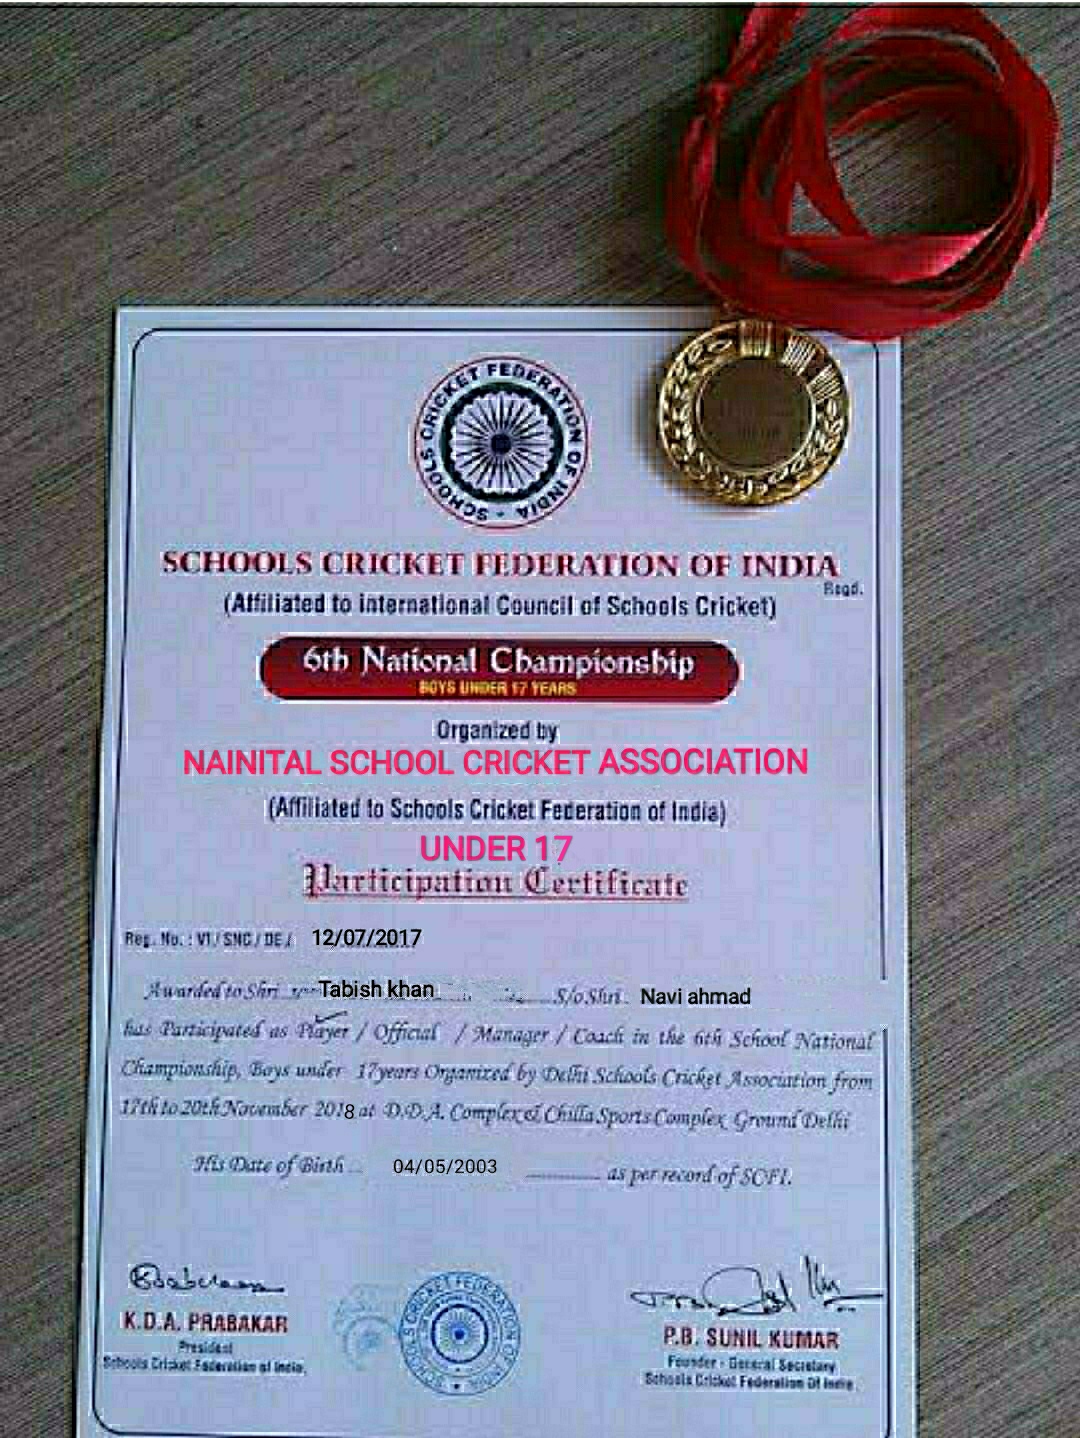 SCHOOLS CRICKET FEDERATION OF INDIA
SCHOOLS CRICKET FEDERATION OF INDIA
Regd.
(Affiliated to International Council of Schools Cricket)
6th National Championship
BOYS UNDER 17 YEARS
Organized by
NAINITAL SCHOOL CRICKET ASSOCIATION
(Affiliated to Schools Cricket Federation of India)
UNDER 17
Participation Certificate
Reg. No. : VI / SNC / DE / 12/07/2017
Awarded to Shri Tabish khan S/o Shri. Navi ahmad
has Participated as Player / Official / Manager / Coach in the 6th School National
Championship, Boys under 17years Organized by Delhi Schools Cricket Association from
17th to 20th November 2018 at D.D.A. Complex & Chilla Sports Complex Ground Delhi
His Date of Birth 04/05/2003 as per record of SCFI.
K.D.A. PRABAKAR
President
Schools Cricket Federation of India.
SCHOOLS CRICKET FEDERATION OF INDIA
P.B. SUNIL KUMAR
Founder - General Secretary
Schools Cricket Federation Of India